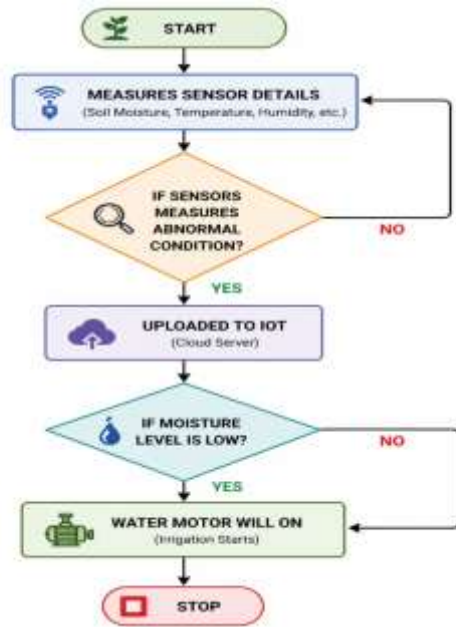 START
MEASURES SENSOR DETAILS
(Soil Moisture, Temperature, Humidity, etc.)
IF SENSORS
MEASURES
ABNORMAL
CONDITION?
NO
YES
UPLOADED TO IOT
(Cloud Server)
IF MOISTURE
LEVEL IS LOW?
NO
YES
WATER MOTOR WILL ON
(Irrigation Starts)
STOP